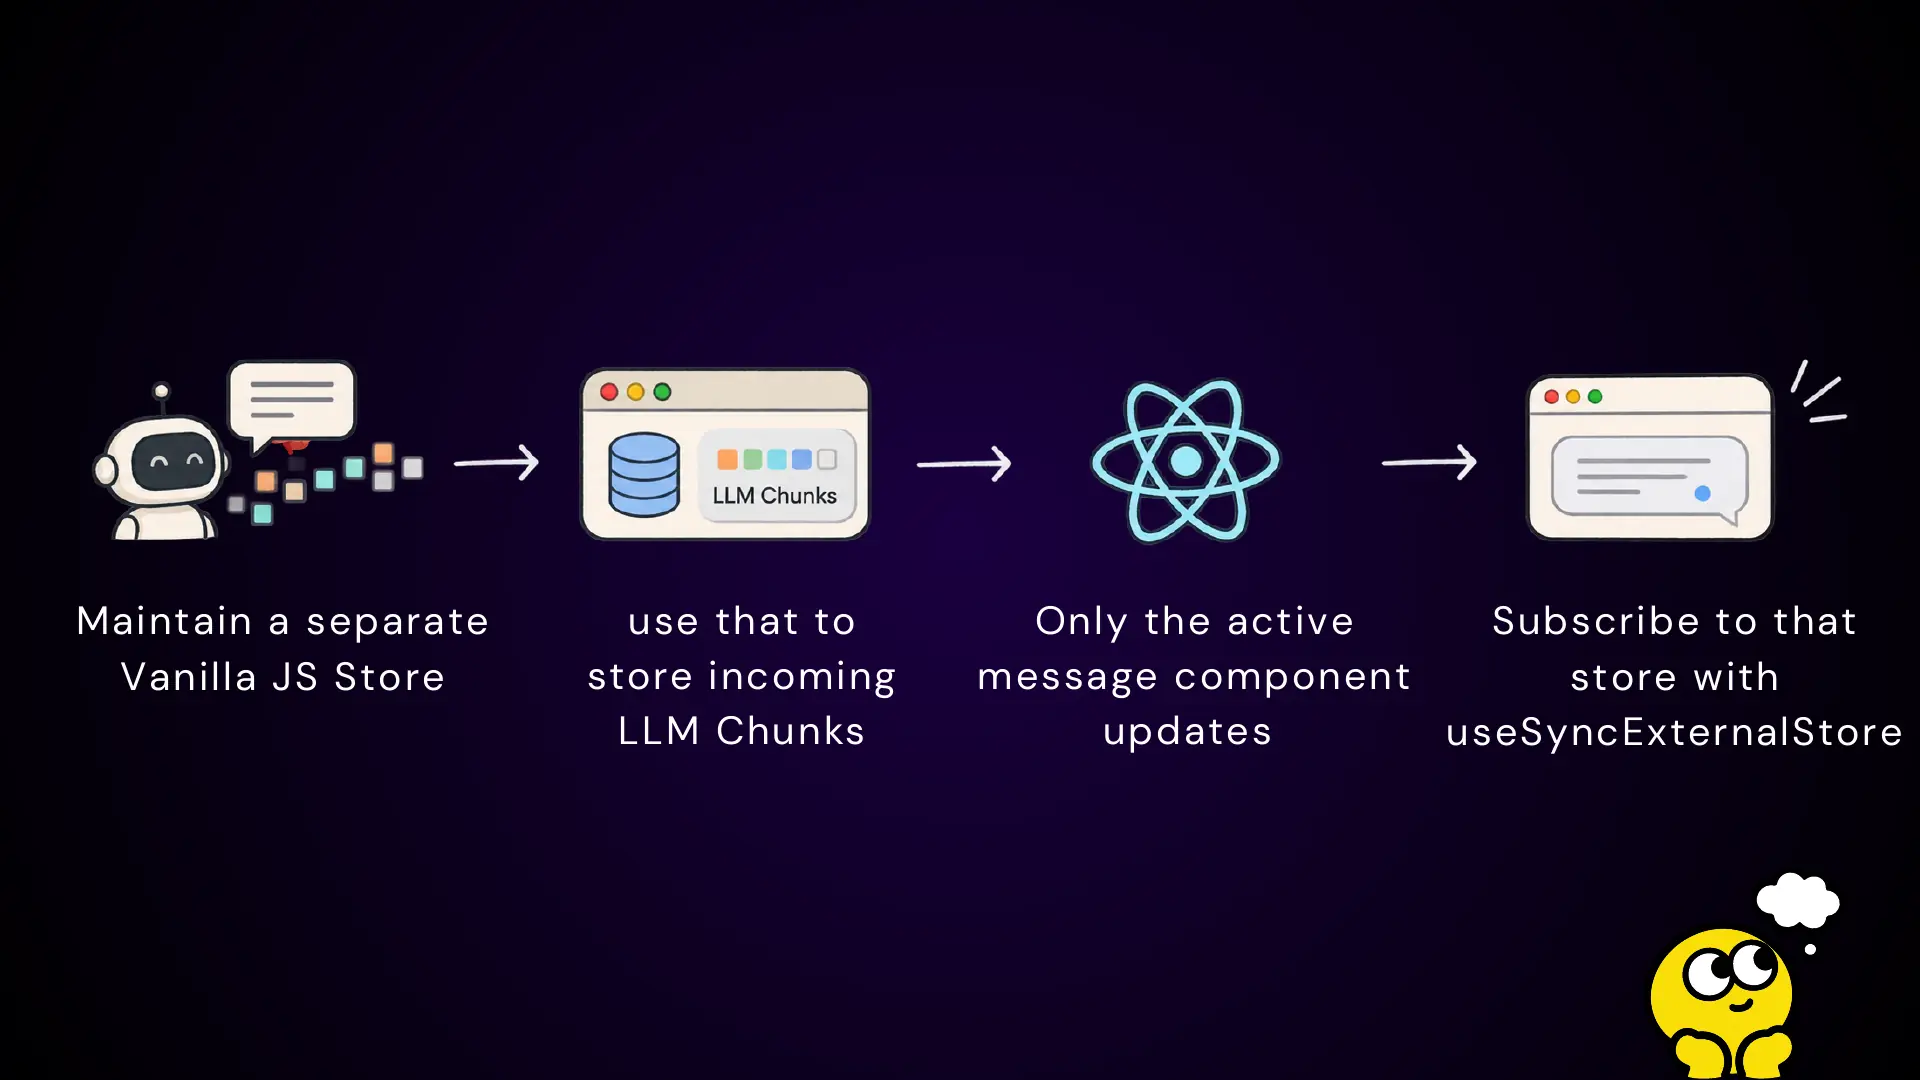 LLM Chunks
Maintain a separate
Vanilla JS Store
use that to
store incoming
LLM Chunks
Only the active
message component
updates
Subscribe to that
store with
useSyncExternalStore